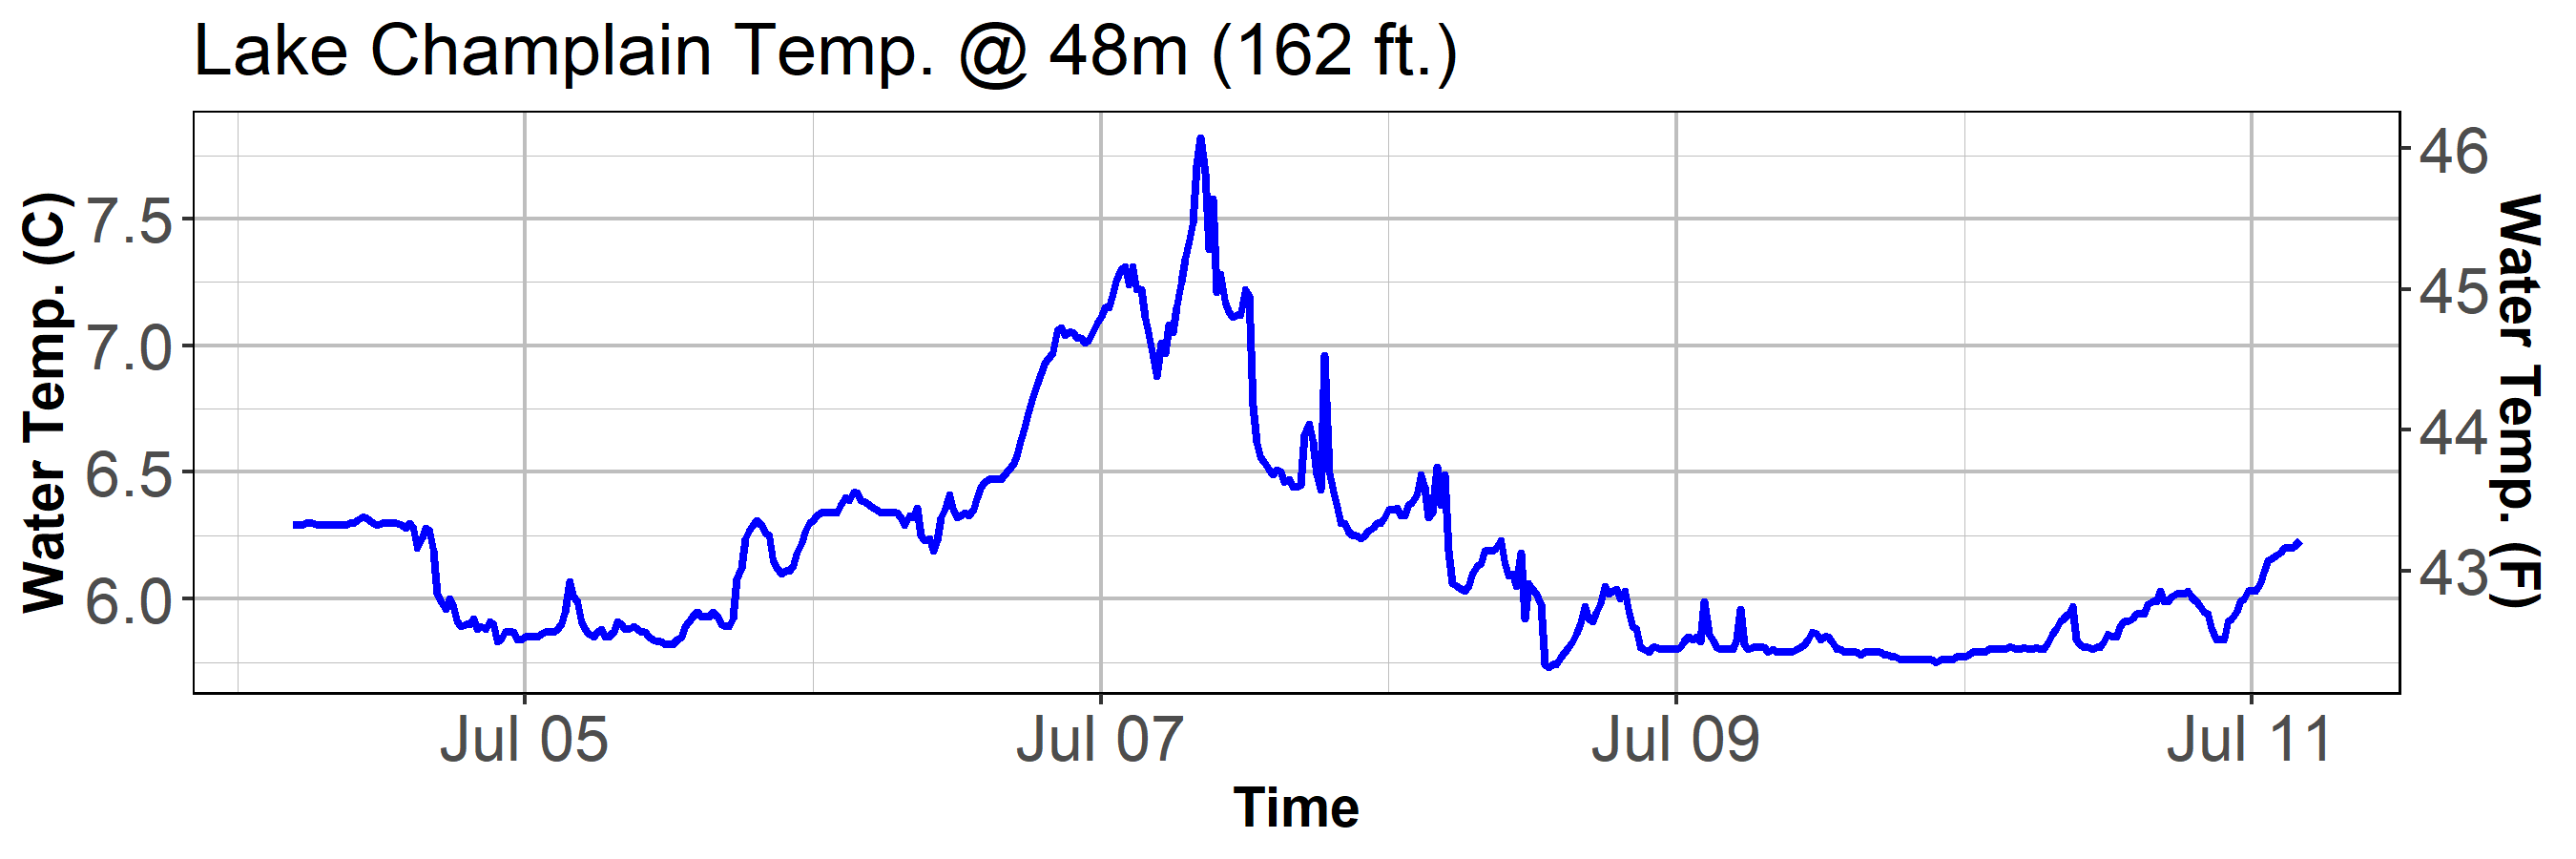 Lake Champlain Temp. @ 48m (162 ft.)
Water Temp. (C)
7.5
7.0
6.5
6.0
46
45
44
43
Water Temp. (F)
Jul 05 Jul 07 Jul 09 Jul 11
Time